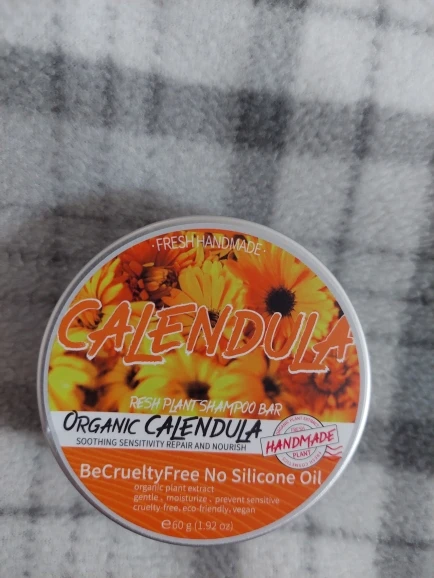 · FRESH HANDMADE ·
CALENDULA
RESH PLANT SHAMPOO BAR
ORGANIC CALENDULA
SOOTHING SENSITIVITY REPAIR AND NOURISH
HANDMADE
PLANT
BeCrueltyFree No Silicone Oil
organic plant extract
gentle , moisturize , prevent sensitive
cruelty-free, eco-friendly, vegan
℮60 g (1.92 oz)